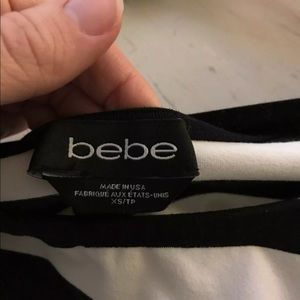 bebe
MADE IN USA
FABRIQUÉ AUX ÉTATS-UNIS
XS/TP